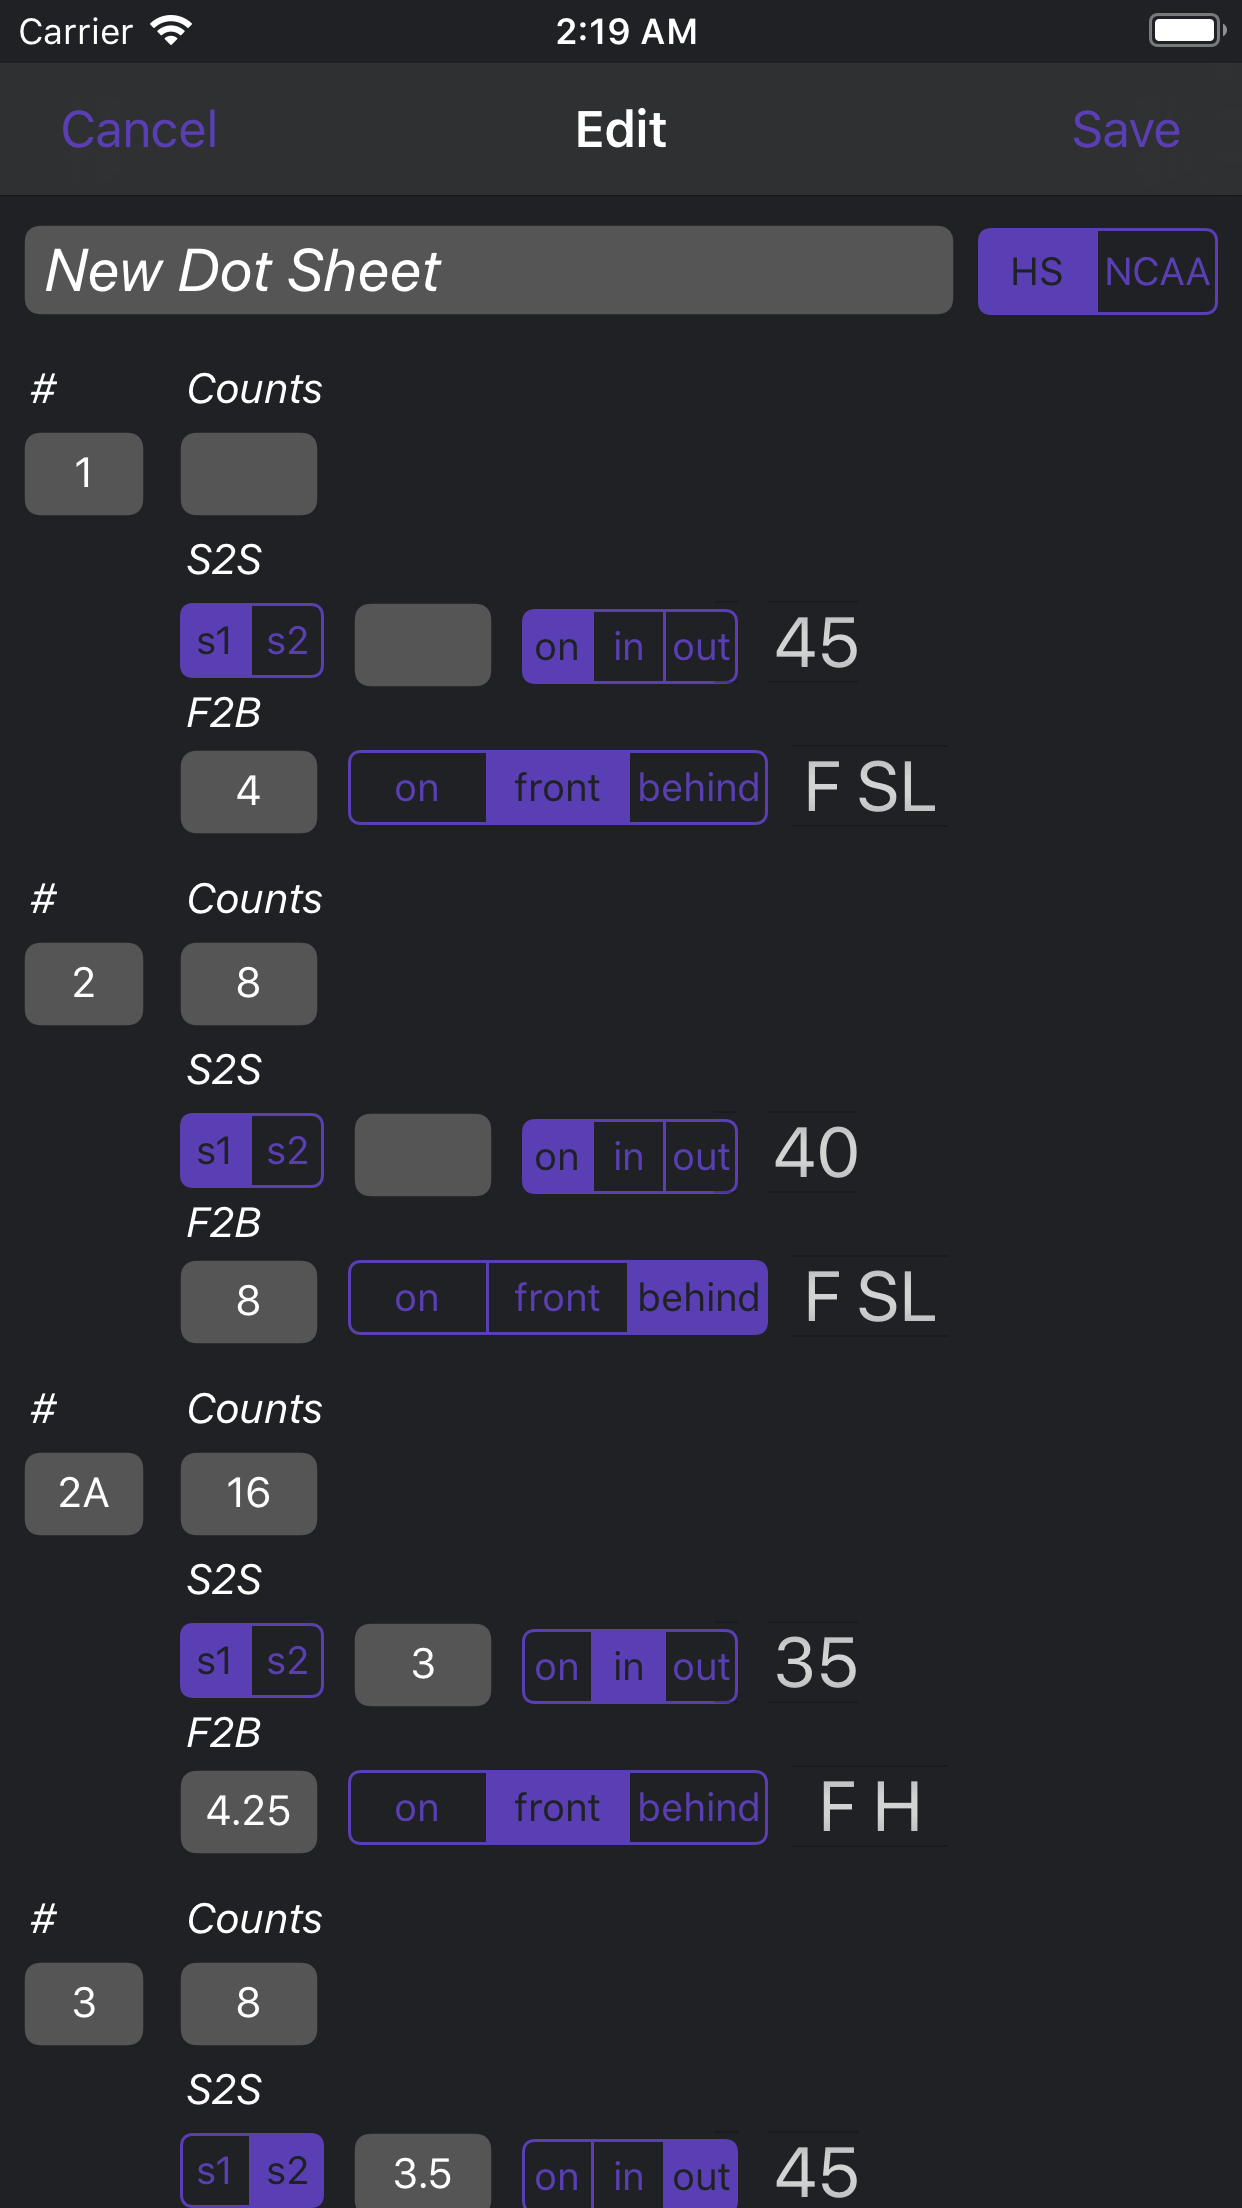 Carrier 2:19 AM
Cancel Edit Save
New Dot Sheet HS NCAA
# Counts
1
S2S
s1 s2 on in out 45
F2B
4 on front behind F SL
# Counts
2 8
S2S
s1 s2 on in out 40
F2B
8 on front behind F SL
# Counts
2A 16
S2S
s1 s2 3 on in out 35
F2B
4.25 on front behind F H
# Counts
3 8
S2S
s1 s2 3.5 on in out 45